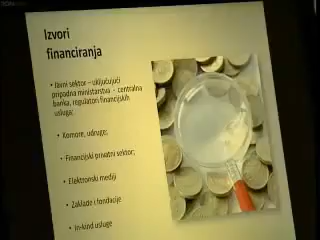 Izvori
financiranja
• Javni sektor – uključujući
pripadna ministarstva - centralna
banka, regulatori financijskih
usluga;
• Komore, udruge;
• Financijski privatni sektor;
• Elektronski mediji
• Zaklade i fondacije
• In-kind usluge